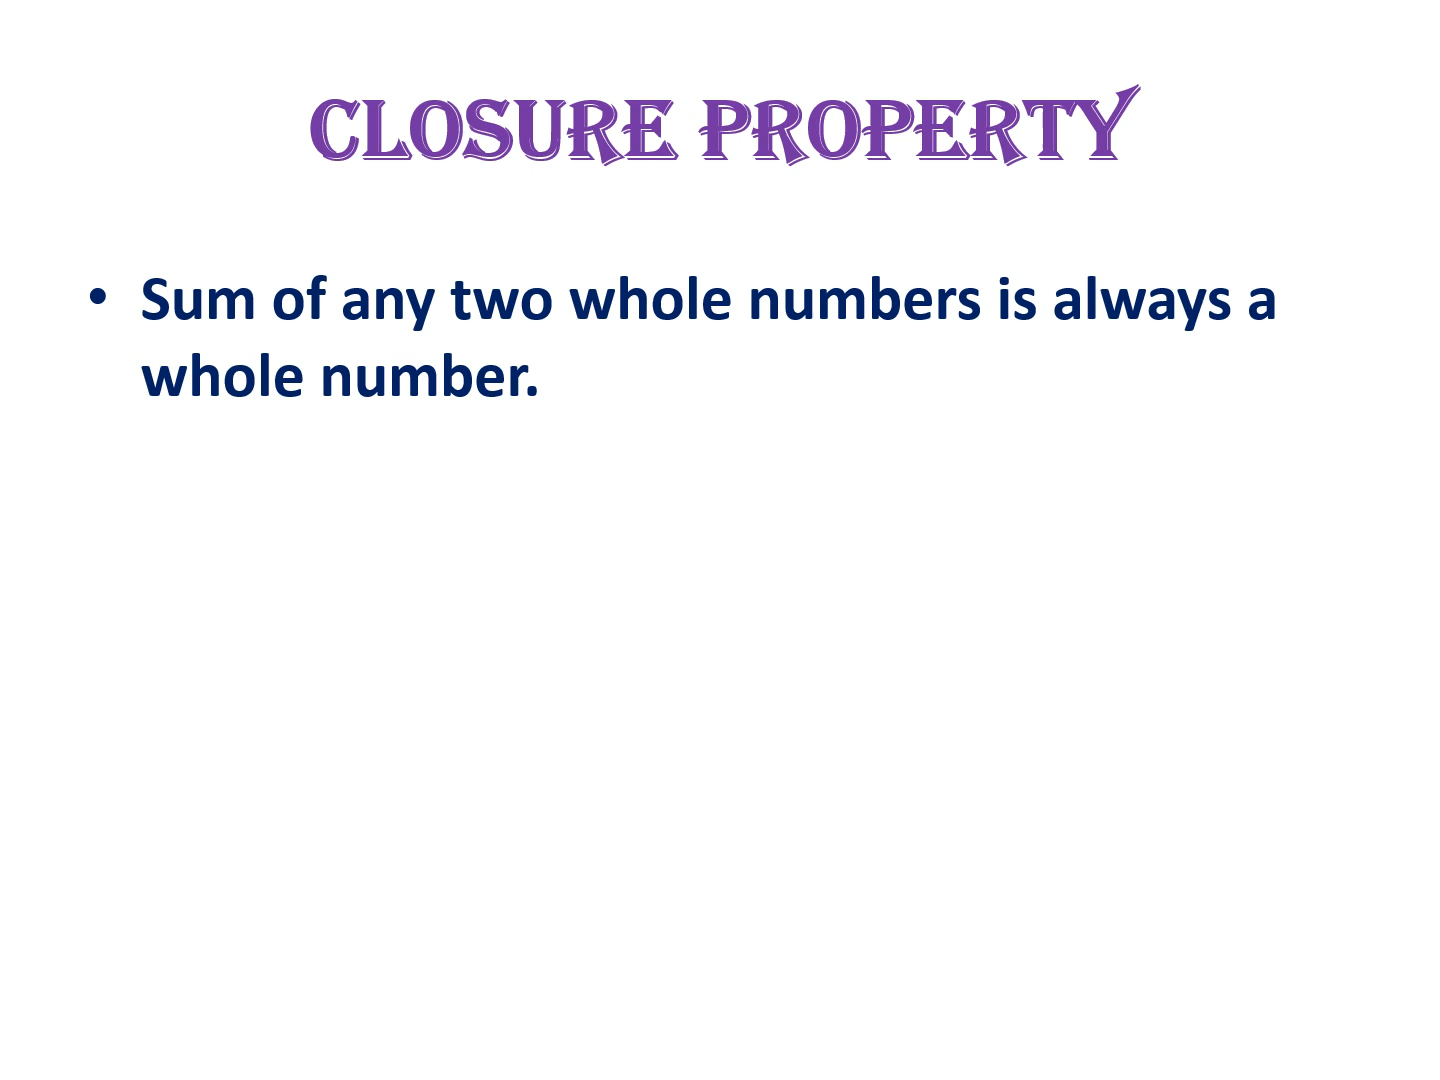 CLOSURE PROPERTY
• Sum of any two whole numbers is always a
whole number.